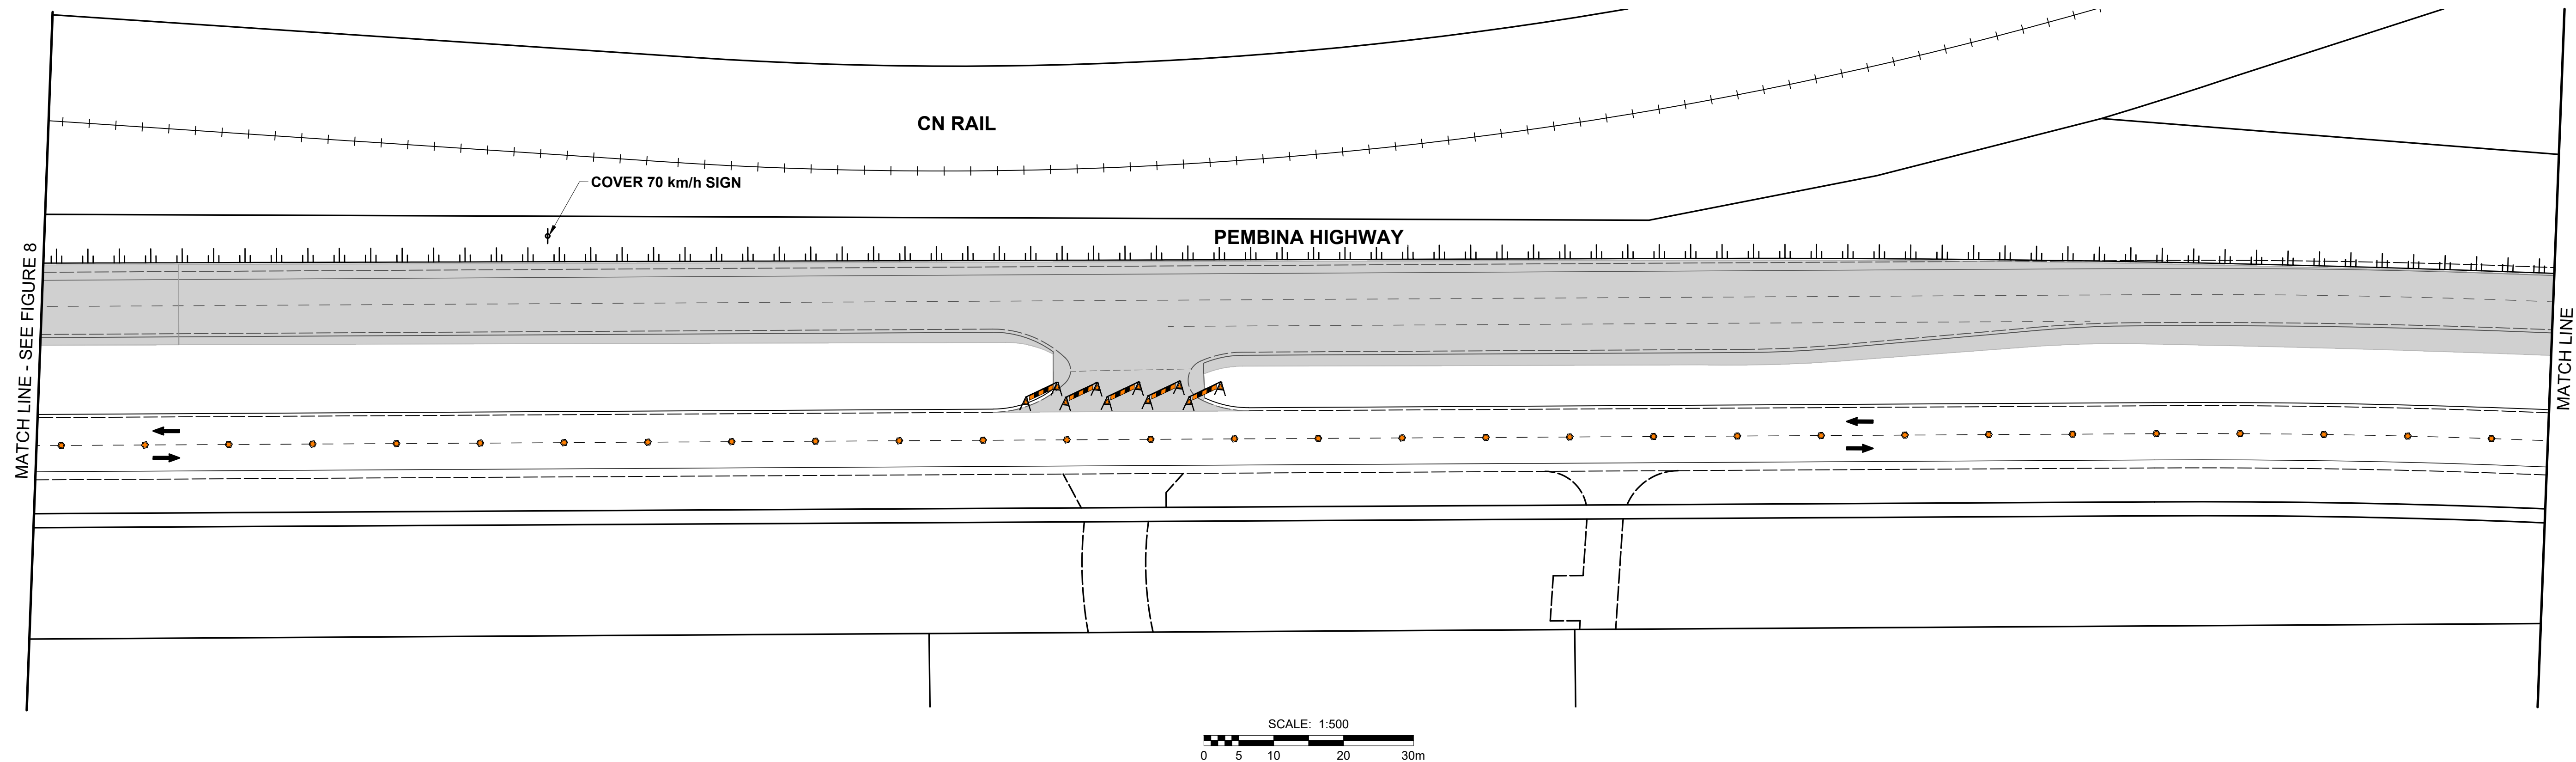 CN RAIL
COVER 70 km/h SIGN
PEMBINA HIGHWAY
MATCH LINE - SEE FIGURE 8
MATCH LINE
SCALE: 1:500
0 5 10 20 30m